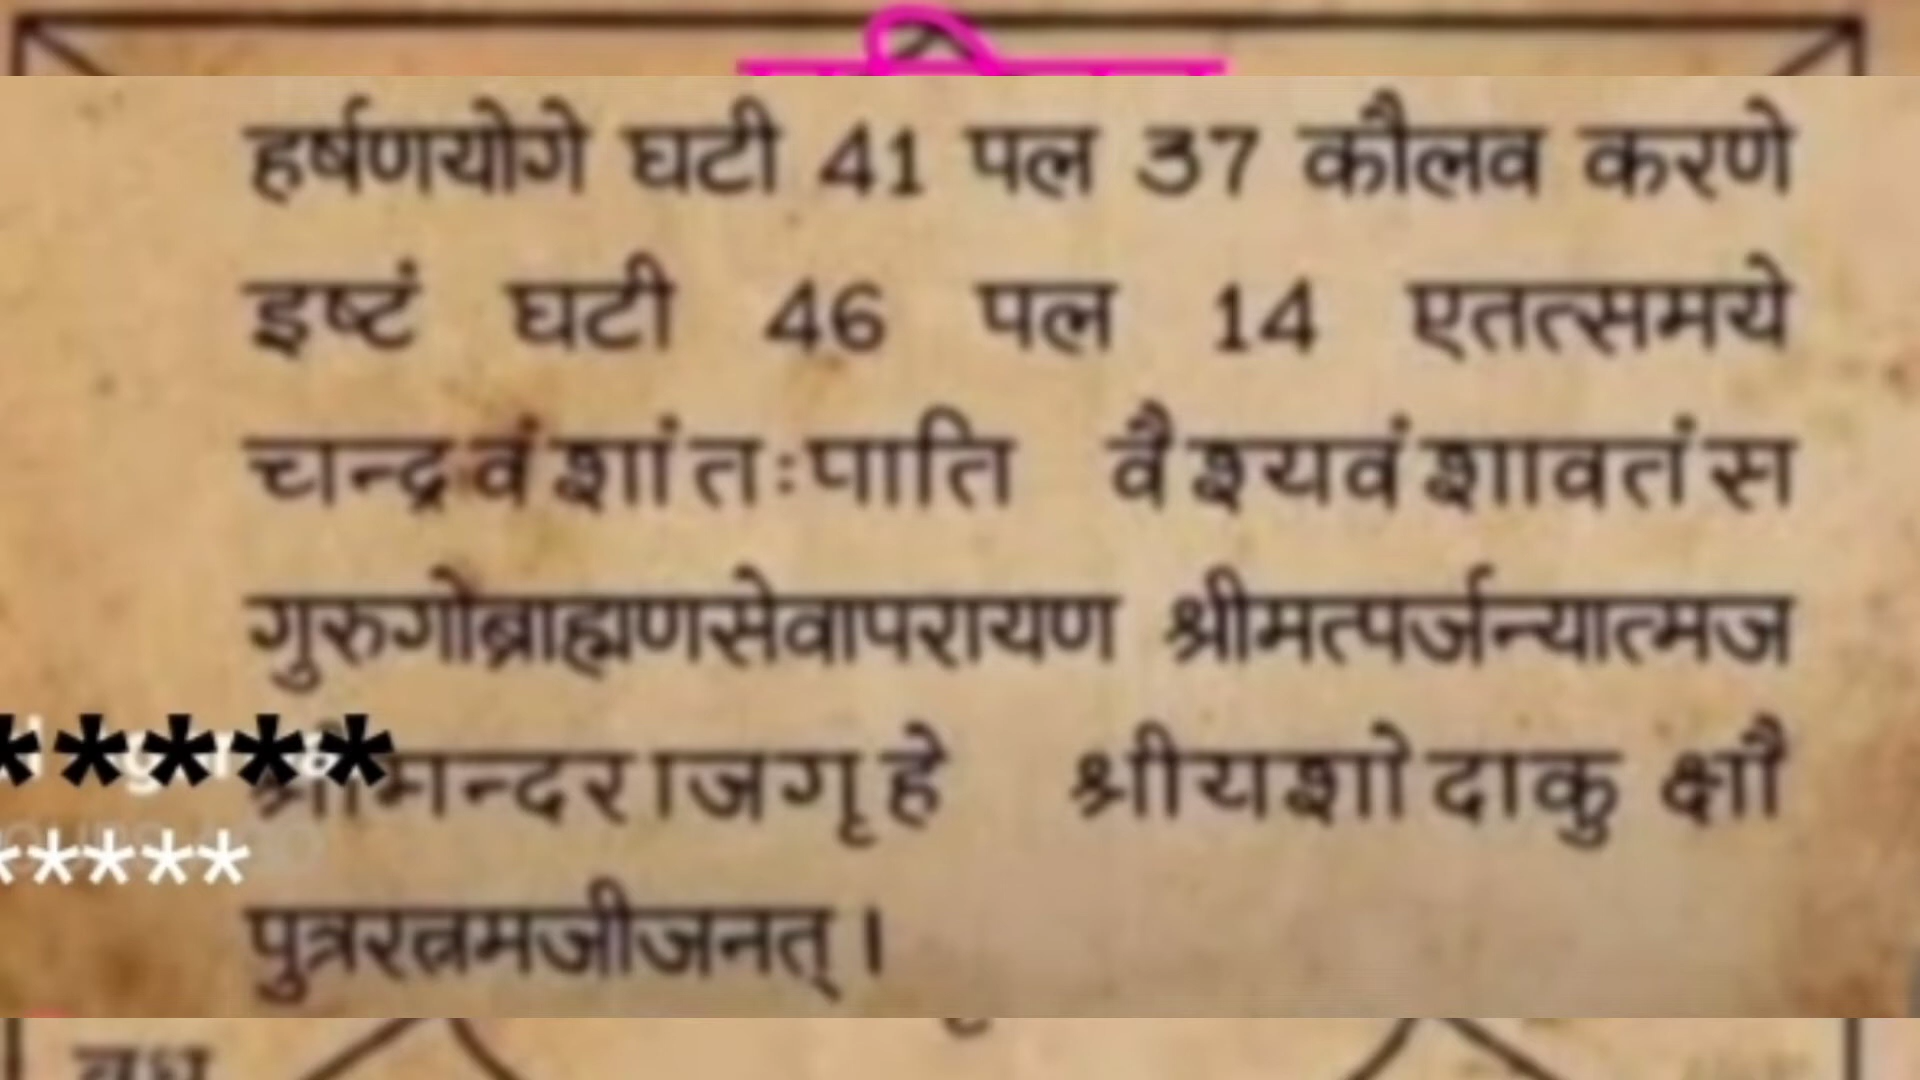 हर्षणयोगे घटी 41 पल 37 कौलव करणे
इष्टं घटी 46 पल 14 एतत्समये
चन्द्रवंशांतःपाति वैश्यवंशावतंस
गुरुगोब्राह्मणसेवापरायण श्रीमत्पर्जन्यात्मज
श्रीमन्दराजगृहे श्रीयशोदाकुक्षौ
*****
*****
पुत्ररत्नमजीजनत्।